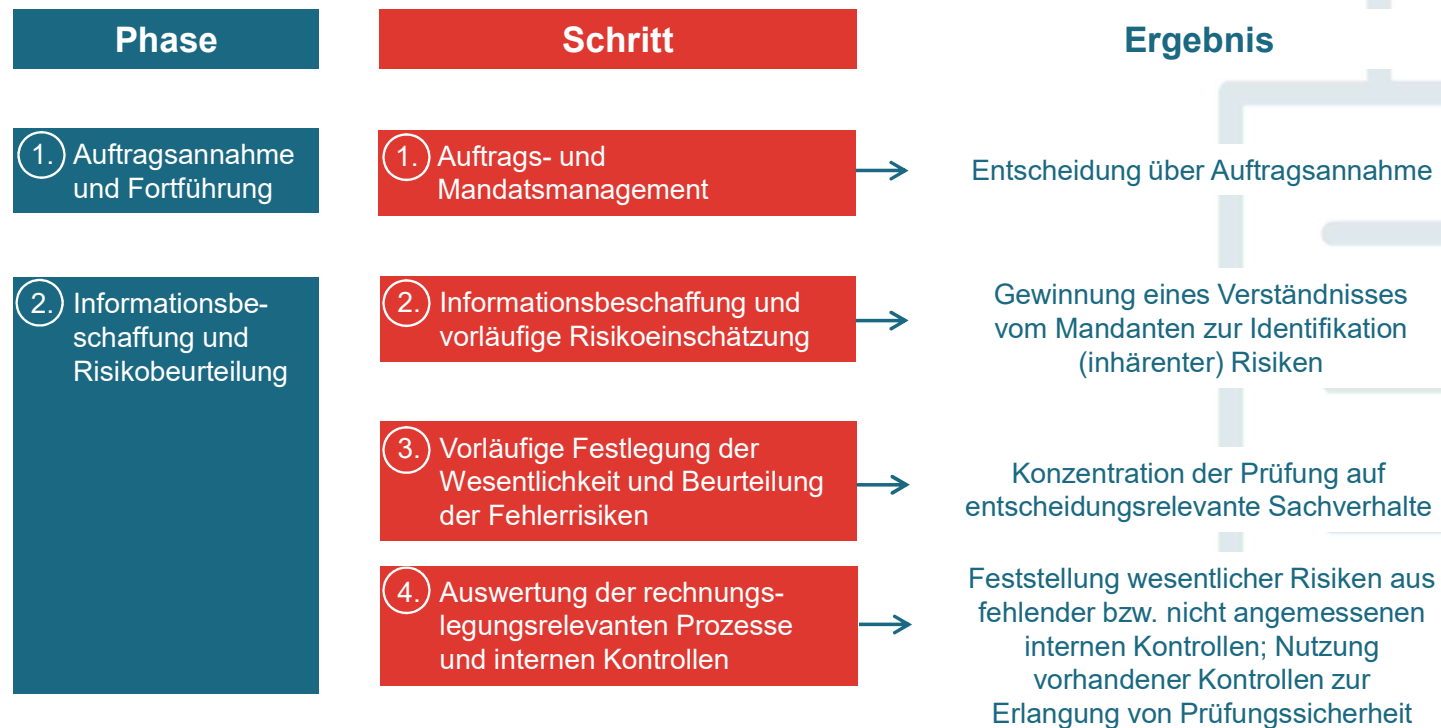 Phase
Schritt
Ergebnis
1. Auftragsannahme
und Fortführung
1. Auftrags- und
Mandatsmanagement
Entscheidung über Auftragsannahme
2. Informationsbe-
schaffung und
Risikobeurteilung
2. Informationsbeschaffung und
vorläufige Risikoeinschätzung
Gewinnung eines Verständnisses
vom Mandanten zur Identifikation
(inhärenter) Risiken
3. Vorläufige Festlegung der
Wesentlichkeit und Beurteilung
der Fehlerrisiken
Konzentration der Prüfung auf
entscheidungsrelevante Sachverhalte
4. Auswertung der rechnungs-
legungsrelevanten Prozesse
und internen Kontrollen
Feststellung wesentlicher Risiken aus
fehlender bzw. nicht angemessenen
internen Kontrollen; Nutzung
vorhandener Kontrollen zur
Erlangung von Prüfungssicherheit